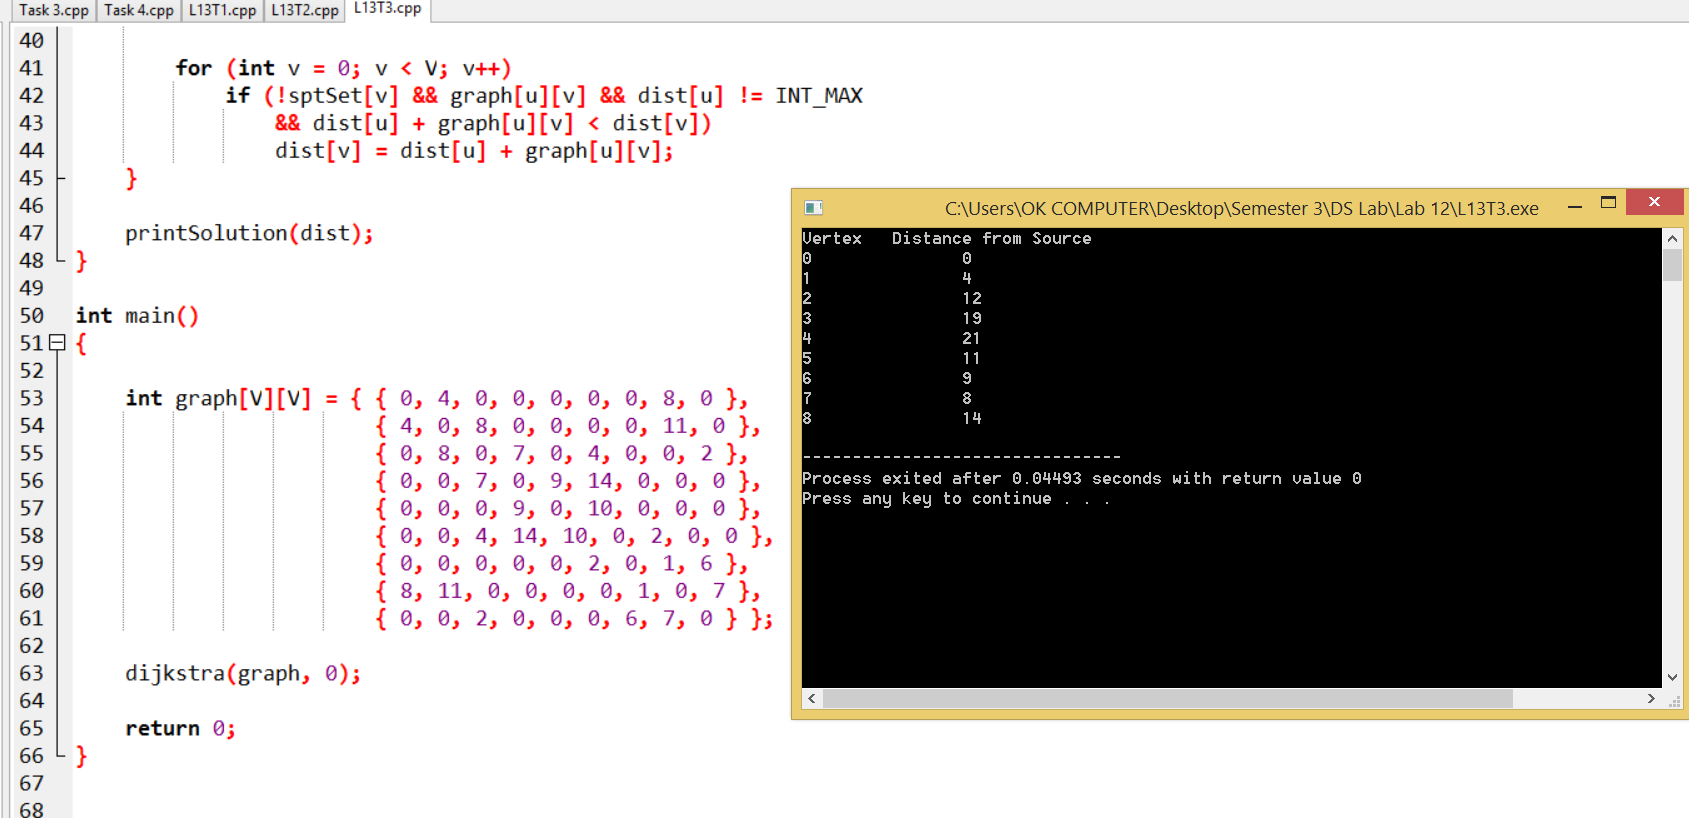 Task 3.cpp Task 4.cpp L13T1.cpp L13T2.cpp L13T3.cpp
40
41 for (int v = 0; v < V; v++)
42 if (!sptSet[v] && graph[u][v] && dist[u] != INT_MAX
43 && dist[u] + graph[u][v] < dist[v])
44 dist[v] = dist[u] + graph[u][v];
45 }
46
47 printSolution(dist);
48 }
49
50 int main()
51 {
52
53 int graph[V][V] = { { 0, 4, 0, 0, 0, 0, 0, 8, 0 },
54 { 4, 0, 8, 0, 0, 0, 0, 11, 0 },
55 { 0, 8, 0, 7, 0, 4, 0, 0, 2 },
56 { 0, 0, 7, 0, 9, 14, 0, 0, 0 },
57 { 0, 0, 0, 9, 0, 10, 0, 0, 0 },
58 { 0, 0, 4, 14, 10, 0, 2, 0, 0 },
59 { 0, 0, 0, 0, 0, 2, 0, 1, 6 },
60 { 8, 11, 0, 0, 0, 0, 1, 0, 7 },
61 { 0, 0, 2, 0, 0, 0, 6, 7, 0 } };
62
63 dijkstra(graph, 0);
64
65 return 0;
66 }
67
68
C:\Users\OK COMPUTER\Desktop\Semester 3\DS Lab\Lab 12\L13T3.exe
Vertex Distance from Source
0 0
1 4
2 12
3 19
4 21
5 11
6 9
7 8
8 14
--------------------------------
Process exited after 0.04493 seconds with return value 0
Press any key to continue . . .